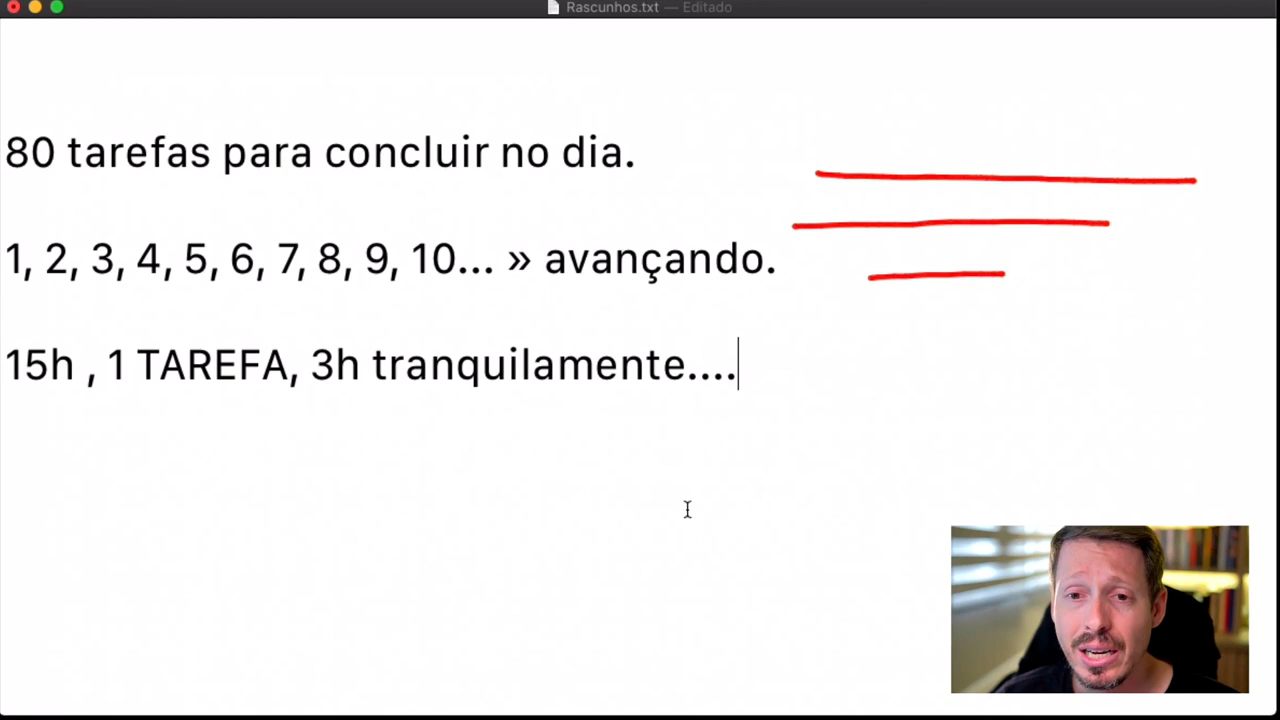 Rascunhos.txt — Editado
80 tarefas para concluir no dia.
1, 2, 3, 4, 5, 6, 7, 8, 9, 10... » avançando.
15h , 1 TAREFA, 3h tranquilamente....